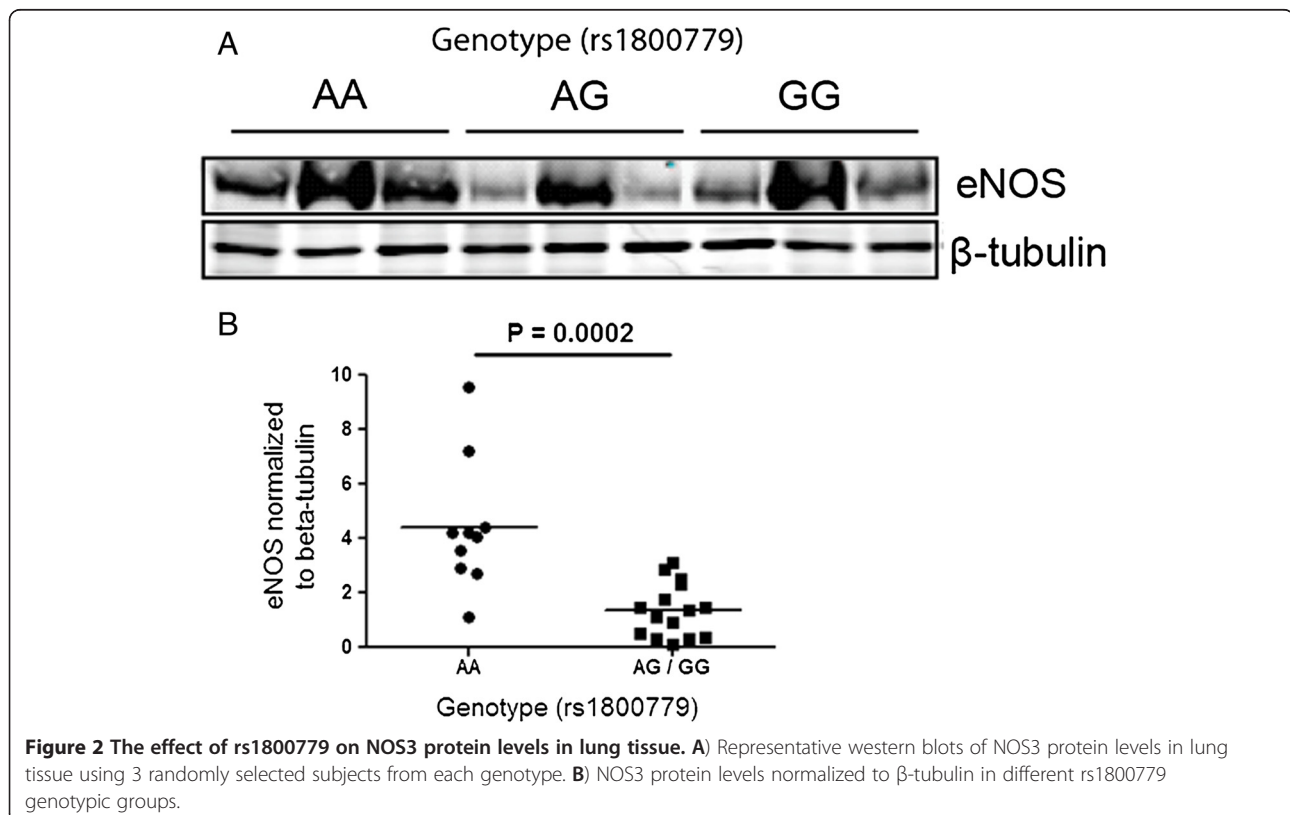 A
Genotype (rs1800779)
AA AG GG
eNOS
β-tubulin
B
P = 0.0002
eNOS normalized
to beta-tubulin
10
8
6
4
2
0
AA AG / GG
Genotype (rs1800779)
Figure 2 The effect of rs1800779 on NOS3 protein levels in lung tissue. A) Representative western blots of NOS3 protein levels in lung
tissue using 3 randomly selected subjects from each genotype. B) NOS3 protein levels normalized to β-tubulin in different rs1800779
genotypic groups.